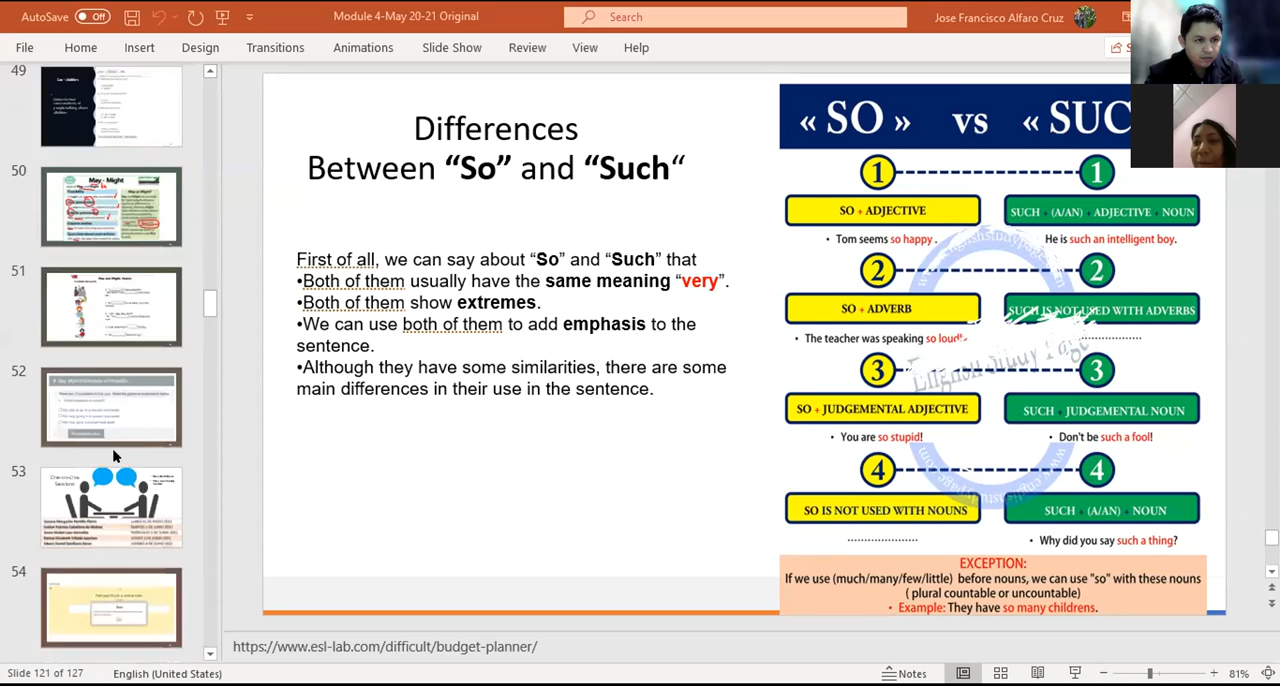 AutoSave Off Module 4-May 20-21 Original Search Jose Francisco Alfaro Cruz
File Home Insert Design Transitions Animations Slide Show Review View Help
49
50
May - Might
51
52
53
54
Differences
Between “So” and “Such“
First of all, we can say about “So” and “Such” that
•Both of them usually have the same meaning “very”.
•Both of them show extremes.
•We can use both of them to add emphasis to the
sentence.
•Although they have some similarities, there are some
main differences in their use in the sentence.
« SO » vs « SUC
1 1
SO + ADJECTIVE SUCH + (A/AN) + ADJECTIVE + NOUN
• Tom seems so happy . He is such an intelligent boy.
2 2
SO + ADVERB SUCH IS NOT USED WITH ADVERBS
• The teacher was speaking so loud!
English Study Page
3 3
SO + JUDGEMENTAL ADJECTIVE SUCH + JUDGEMENTAL NOUN
• You are so stupid! • Don't be such a fool!
4 4
SO IS NOT USED WITH NOUNS SUCH + (A/AN) + NOUN
• Why did you say such a thing?
EXCEPTION:
If we use (much/many/few/little) before nouns, we can use "so" with these nouns
( plural countable or uncountable)
• Example: They have so many childrens.
https://www.esl-lab.com/difficult/budget-planner/
Slide 121 of 127 English (United States) Notes 81%